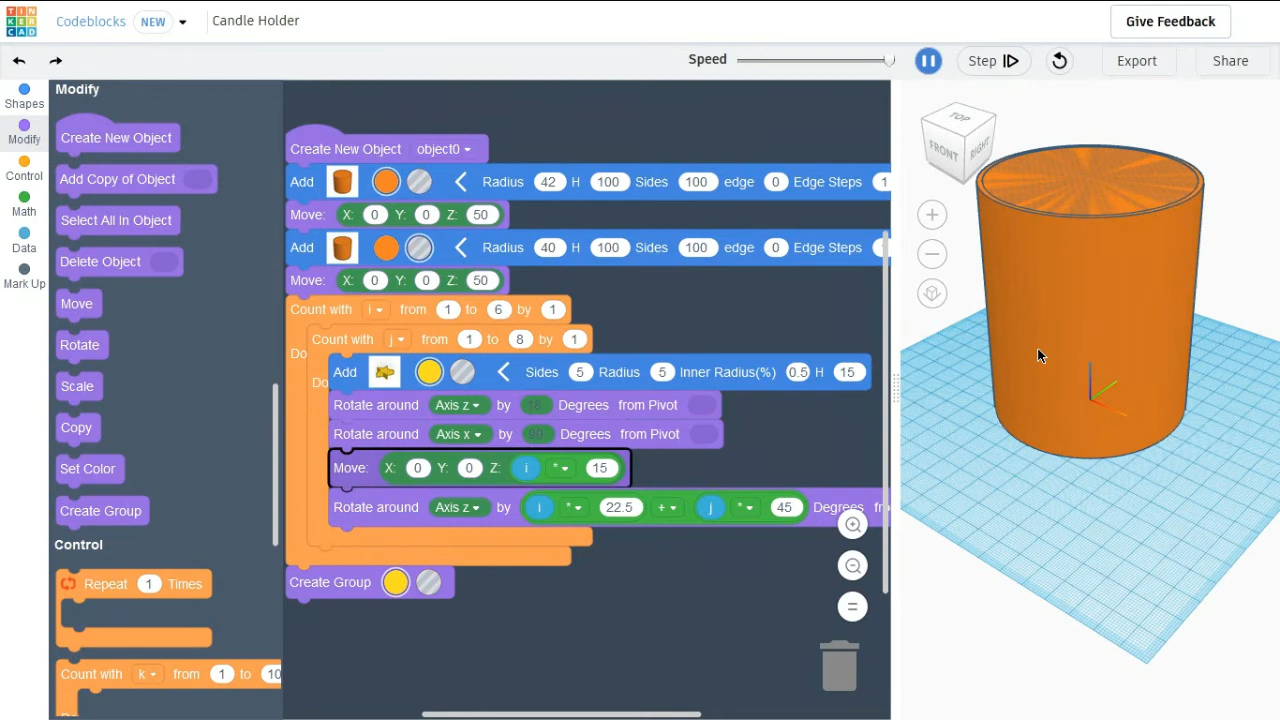 TIN
KER
CAD
Codeblocks NEW Candle Holder Give Feedback
Speed Step Export Share
Shapes
Modify
Control
Math
Data
Mark Up
Modify
Create New Object
Add Copy of Object
Select All In Object
Delete Object
Move
Rotate
Scale
Copy
Set Color
Create Group
Control
Repeat 1 Times
Count with k from 1 to 10
Create New Object object0
Add Radius 42 H 100 Sides 100 edge 0 Edge Steps 1
Move: X: 0 Y: 0 Z: 50
Add Radius 40 H 100 Sides 100 edge 0 Edge Steps
Move: X: 0 Y: 0 Z: 50
Count with i from 1 to 6 by 1
Do
Count with j from 1 to 8 by 1
Do
Add Sides 5 Radius 5 Inner Radius(%) 0.5 H 15
Rotate around Axis z by 18 Degrees from Pivot
Rotate around Axis x by 90 Degrees from Pivot
Move: X: 0 Y: 0 Z: i * 15
Rotate around Axis z by i * 22.5 + j * 45 Degrees
Create Group
TOP
FRONT
RIGHT